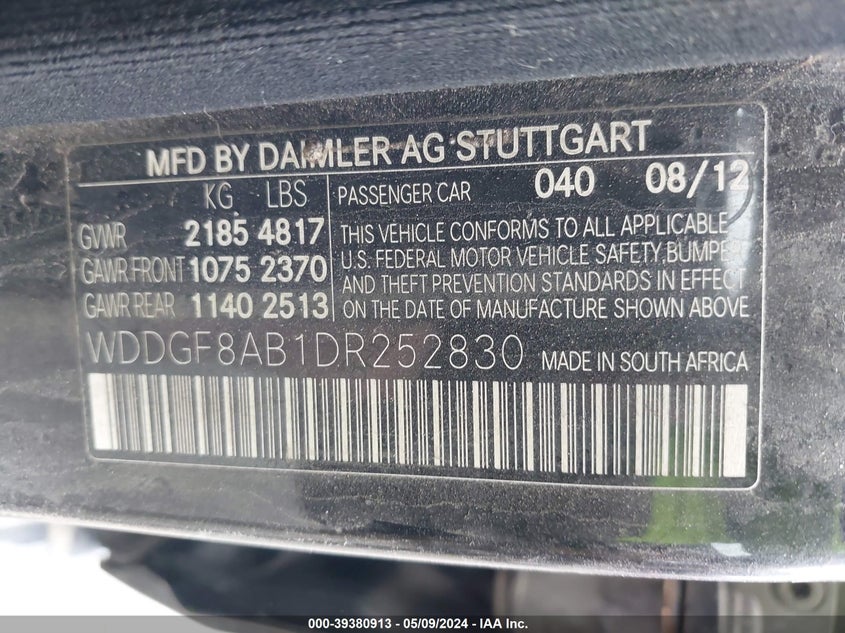 MFD BY DAIMLER AG STUTTGART
KG LBS PASSENGER CAR 040 08/12
GVWR 2185 4817
GAWR FRONT 1075 2370
GAWR REAR 1140 2513
THIS VEHICLE CONFORMS TO ALL APPLICABLE
U.S. FEDERAL MOTOR VEHICLE SAFETY, BUMPER
AND THEFT PREVENTION STANDARDS IN EFFECT
ON THE DATE OF MANUFACTURE SHOWN ABOVE
WDDGF8AB1DR252830 MADE IN SOUTH AFRICA
000-39380913 - 05/09/2024 - IAA Inc.